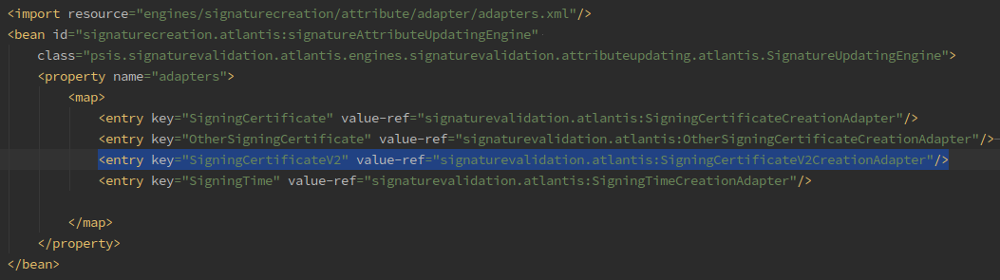 <import resource="engines/signaturecreation/attribute/adapter/adapters.xml"/>
<bean id="signaturecreation.atlantis:signatureAttributeUpdatingEngine"
    class="psis.signaturevalidation.atlantis.engines.signaturevalidation.attributeupdating.atlantis.SignatureUpdatingEngine">
    <property name="adapters">
        <map>
            <entry key="SigningCertificate" value-ref="signaturevalidation.atlantis:SigningCertificateCreationAdapter"/>
            <entry key="OtherSigningCertificate" value-ref="signaturevalidation.atlantis:OtherSigningCertificateCreationAdapter"/>
            <entry key="SigningCertificateV2" value-ref="signaturevalidation.atlantis:SigningCertificateV2CreationAdapter"/>
            <entry key="SigningTime" value-ref="signaturevalidation.atlantis:SigningTimeCreationAdapter"/>
        </map>
    </property>
</bean>